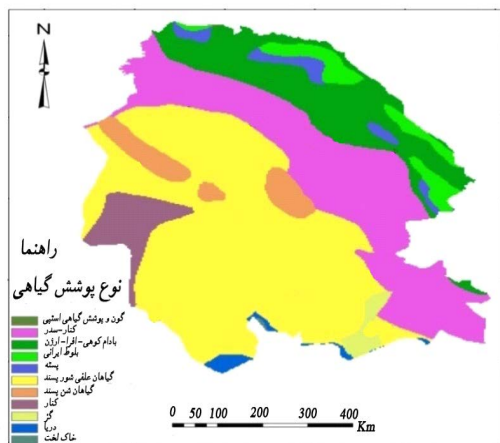 N
راهنما
نوع پوشش گیاهی
گون و پوشش گیاهی استپی
کنار-سدر
بادام کوهی-افرا-ارژن
بلوط ایرانی
پسته
گیاهان علفی شور پسند
گیاهان شن پسند
کنار
گز
دریا
خاک لخت
0 50 100 200 300 400
Km